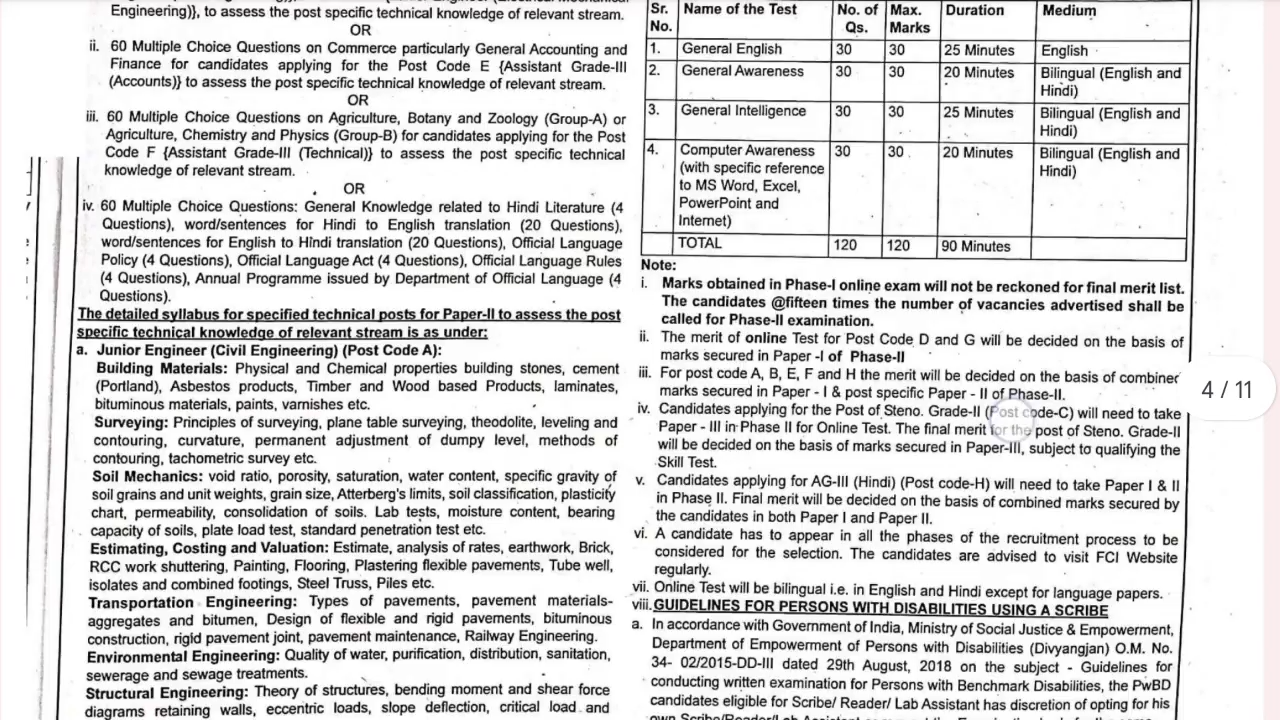 Engineering)}, to assess the post specific technical knowledge of relevant stream.
OR
ii. 60 Multiple Choice Questions on Commerce particularly General Accounting and
Finance for candidates applying for the Post Code E {Assistant Grade-III
(Accounts)} to assess the post specific technical knowledge of relevant stream.
OR
iii. 60 Multiple Choice Questions on Agriculture, Botany and Zoology (Group-A) or
Agriculture, Chemistry and Physics (Group-B) for candidates applying for the Post
Code F {Assistant Grade-III (Technical)} to assess the post specific technical
knowledge of relevant stream.
OR
iv. 60 Multiple Choice Questions: General Knowledge related to Hindi Literature (4
Questions), word/sentences for Hindi to English translation (20 Questions),
word/sentences for English to Hindi translation (20 Questions), Official Language
Policy (4 Questions), Official Language Act (4 Questions), Official Language Rules
(4 Questions), Annual Programme issued by Department of Official Language (4
Questions).
The detailed syllabus for specified technical posts for Paper-II to assess the post
specific technical knowledge of relevant stream is as under:
a. Junior Engineer (Civil Engineering) (Post Code A):
Building Materials: Physical and Chemical properties building stones, cement
(Portland), Asbestos products, Timber and Wood based Products, laminates,
bituminous materials, paints, varnishes etc.
Surveying: Principles of surveying, plane table surveying, theodolite, leveling and
contouring, curvature, permanent adjustment of dumpy level, methods of
contouring, tachometric survey etc.
Soil Mechanics: void ratio, porosity, saturation, water content, specific gravity of
soil grains and unit weights, grain size, Atterberg's limits, soil classification, plasticity
chart, permeability, consolidation of soils. Lab tests, moisture content, bearing
capacity of soils, plate load test, standard penetration test etc.
Estimating, Costing and Valuation: Estimate, analysis of rates, earthwork, Brick,
RCC work shuttering, Painting, Flooring, Plastering flexible pavements, Tube well,
isolates and combined footings, Steel Truss, Piles etc.
Transportation Engineering: Types of pavements, pavement materials-
aggregates and bitumen, Design of flexible and rigid pavements, bituminous
construction, rigid pavement joint, pavement maintenance, Railway Engineering.
Environmental Engineering: Quality of water, purification, distribution, sanitation,
sewerage and sewage treatments.
Structural Engineering: Theory of structures, bending moment and shear force
diagrams retaining walls, eccentric loads, slope deflection, critical load and
Sr. No. Name of the Test No. of Qs. Max. Marks Duration Medium
1. General English 30 30 25 Minutes English
2. General Awareness 30 30 20 Minutes Bilingual (English and Hindi)
3. General Intelligence 30 30 25 Minutes Bilingual (English and Hindi)
4. Computer Awareness 30 30 20 Minutes Bilingual (English and
(with specific reference Hindi)
to MS Word, Excel,
PowerPoint and
Internet)
TOTAL 120 120 90 Minutes
Note:
i. Marks obtained in Phase-I online exam will not be reckoned for final merit list.
The candidates @fifteen times the number of vacancies advertised shall be
called for Phase-II examination.
ii. The merit of online Test for Post Code D and G will be decided on the basis of
marks secured in Paper -I of Phase-II
iii. For post code A, B, E, F and H the merit will be decided on the basis of combined
marks secured in Paper - I & post specific Paper - II of Phase-II.
iv. Candidates applying for the Post of Steno. Grade-II (Post code-C) will need to take
Paper - III in Phase II for Online Test. The final merit for the post of Steno. Grade-II
will be decided on the basis of marks secured in Paper-III, subject to qualifying the
Skill Test.
v. Candidates applying for AG-III (Hindi) (Post code-H) will need to take Paper I & II
in Phase II. Final merit will be decided on the basis of combined marks secured by
the candidates in both Paper I and Paper II.
vi. A candidate has to appear in all the phases of the recruitment process to be
considered for the selection. The candidates are advised to visit FCI Website
regularly.
vii. Online Test will be bilingual i.e. in English and Hindi except for language papers.
viii. GUIDELINES FOR PERSONS WITH DISABILITIES USING A SCRIBE
a. In accordance with Government of India, Ministry of Social Justice & Empowerment,
Department of Empowerment of Persons with Disabilities (Divyangjan) O.M. No.
34- 02/2015-DD-III dated 29th August, 2018 on the subject - Guidelines for
conducting written examination for Persons with Benchmark Disabilities, the PwBD
candidates eligible for Scribe/ Reader/ Lab Assistant has discretion of opting for his
4 / 11